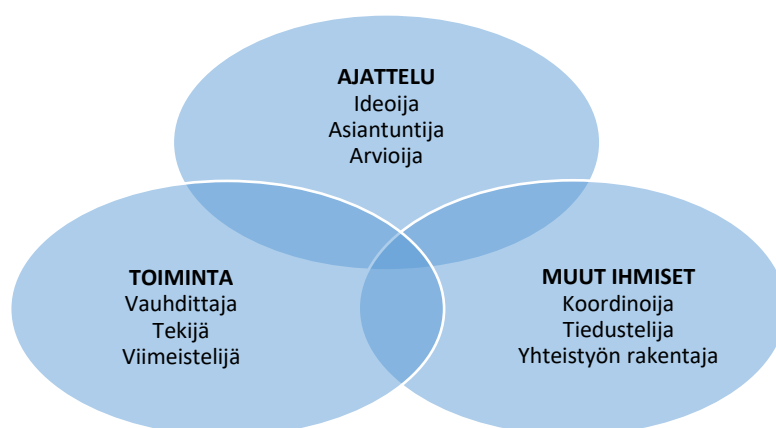 AJATTELU
Ideoija
Asiantuntija
Arvioija
TOIMINTA
Vauhdittaja
Tekijä
Viimeistelijä
MUUT IHMISET
Koordinoija
Tiedustelija
Yhteistyön rakentaja